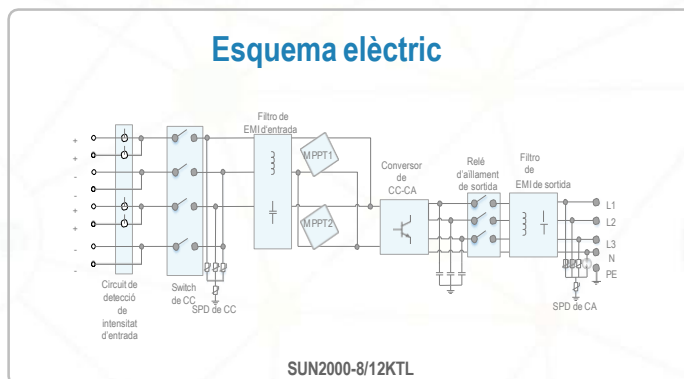 Esquema elèctric
Filtro de
EMI d'entrada
MPPT1
MPPT2
Conversor
de
CC-CA
Relé
d'aïllament
de sortida
Filtro
de
EMI de sortida
+
+
-
-
+
+
-
-
L1
L2
L3
N
PE
Circuit de
detecció
de
intensitat
d'entrada
Switch
de CC
SPD de CC
SPD de CA
SUN2000-8/12KTL